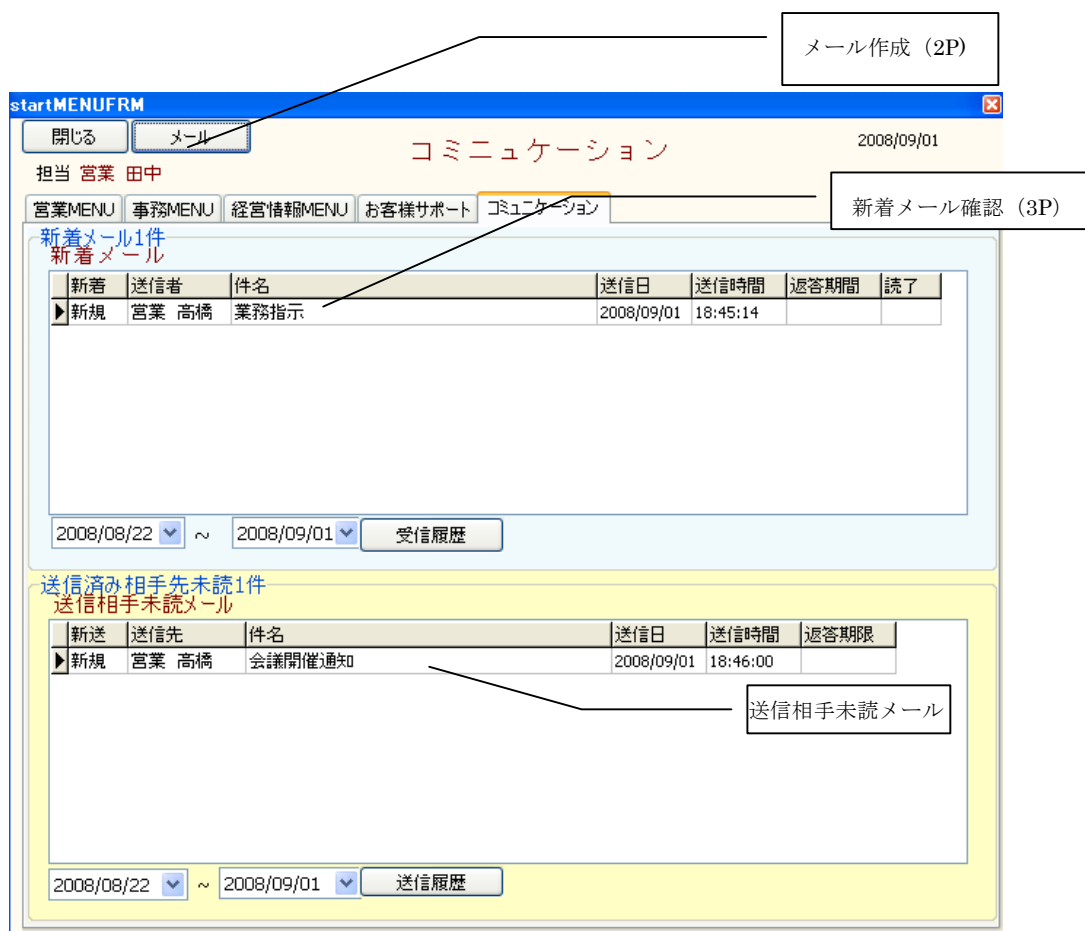 メール作成（2P)
startMENUFRM
閉じる メール
コミニュケーション
2008/09/01
担当 営業 田中
営業MENU 事務MENU 経営情報MENU お客様サポート コミュニケーション
新着メール確認（3P）
新着メール1件
新着メール
新着 送信者 件名 送信日 送信時間 返答期間 読了
新規 営業 高橋 業務指示 2008/09/01 18:45:14
2008/08/22 ～ 2008/09/01 受信履歴
送信済み相手先未読1件
送信相手未読メール
新送 送信先 件名 送信日 送信時間 返答期限
新規 営業 高橋 会議開催通知 2008/09/01 18:46:00
送信相手未読メール
2008/08/22 ～ 2008/09/01 送信履歴